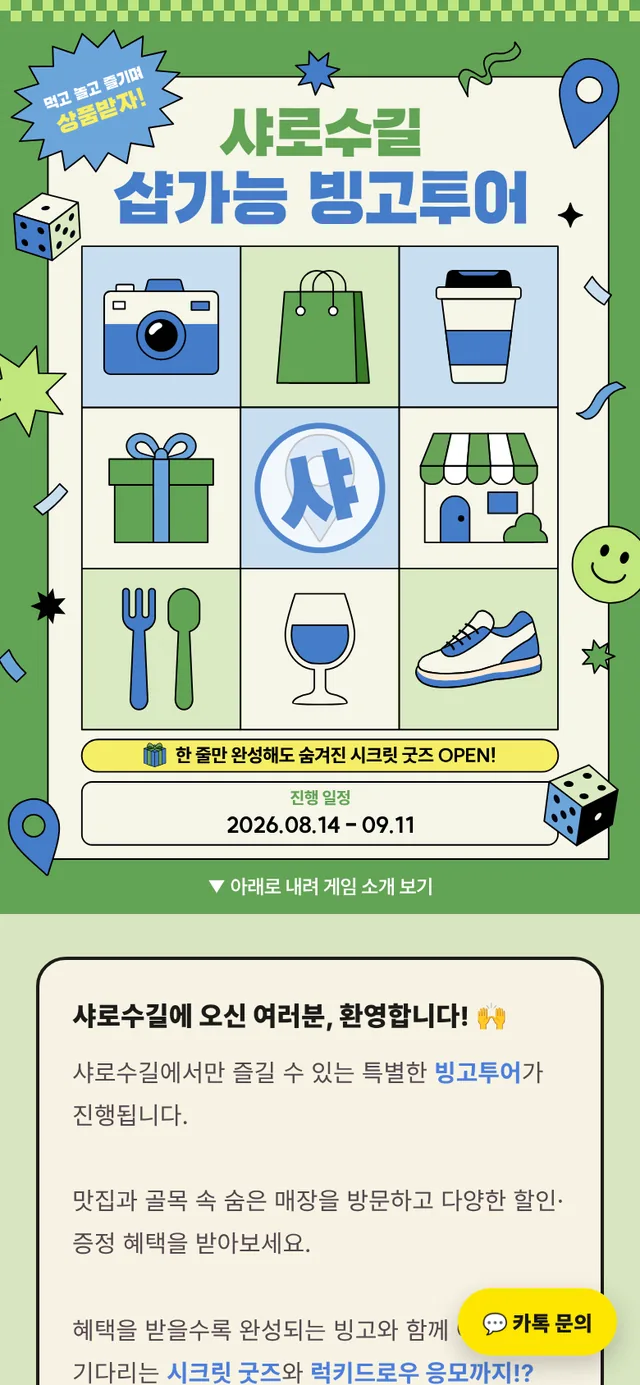 먹고 놀고 즐기며
상품받자!
샤로수길
샵가능 빙고투어
샤
한 줄만 완성해도 숨겨진 시크릿 굿즈 OPEN!
진행 일정
2026.08.14 - 09.11
▼ 아래로 내려 게임 소개 보기
샤로수길에 오신 여러분, 환영합니다! 🙌
샤로수길에서만 즐길 수 있는 특별한 빙고투어가
진행됩니다.
맛집과 골목 속 숨은 매장을 방문하고 다양한 할인·
증정 혜택을 받아보세요.
혜택을 받을수록 완성되는 빙고와 함께
기다리는 시크릿 굿즈와 럭키드로우 응모까지!?
💬 카톡 문의